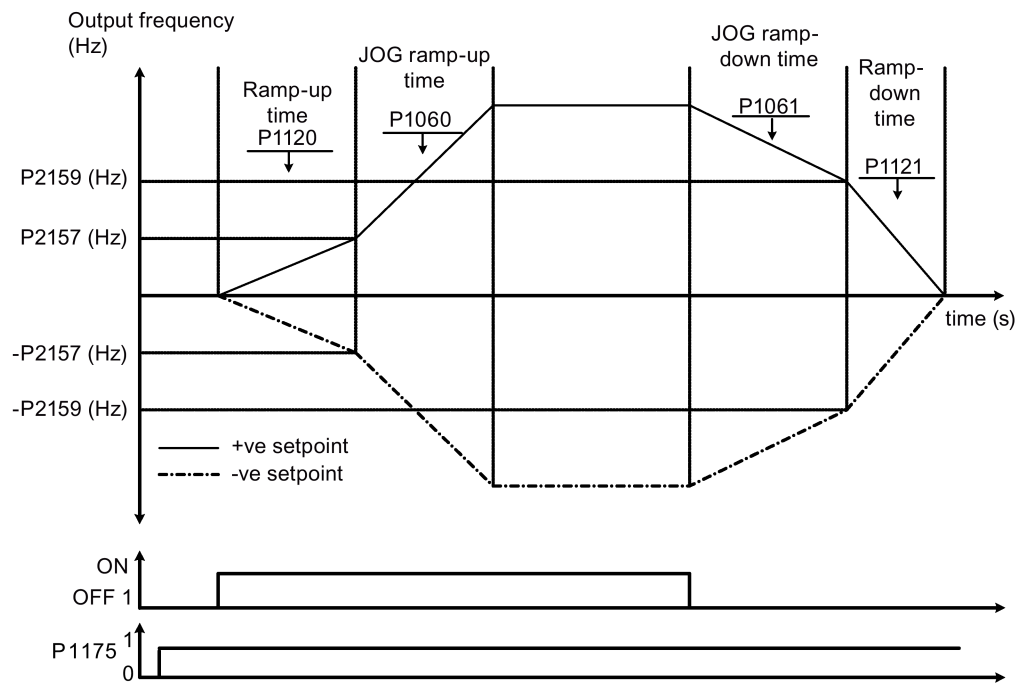 Output frequency
(Hz)
Ramp-up
time
P1120
JOG ramp-up
time
P1060
JOG ramp-
down time
P1061
Ramp-
down
time
P1121
P2159 (Hz)
P2157 (Hz)
time (s)
-P2157 (Hz)
-P2159 (Hz)
+ve setpoint
-ve setpoint
ON
OFF 1
P1175
1
0